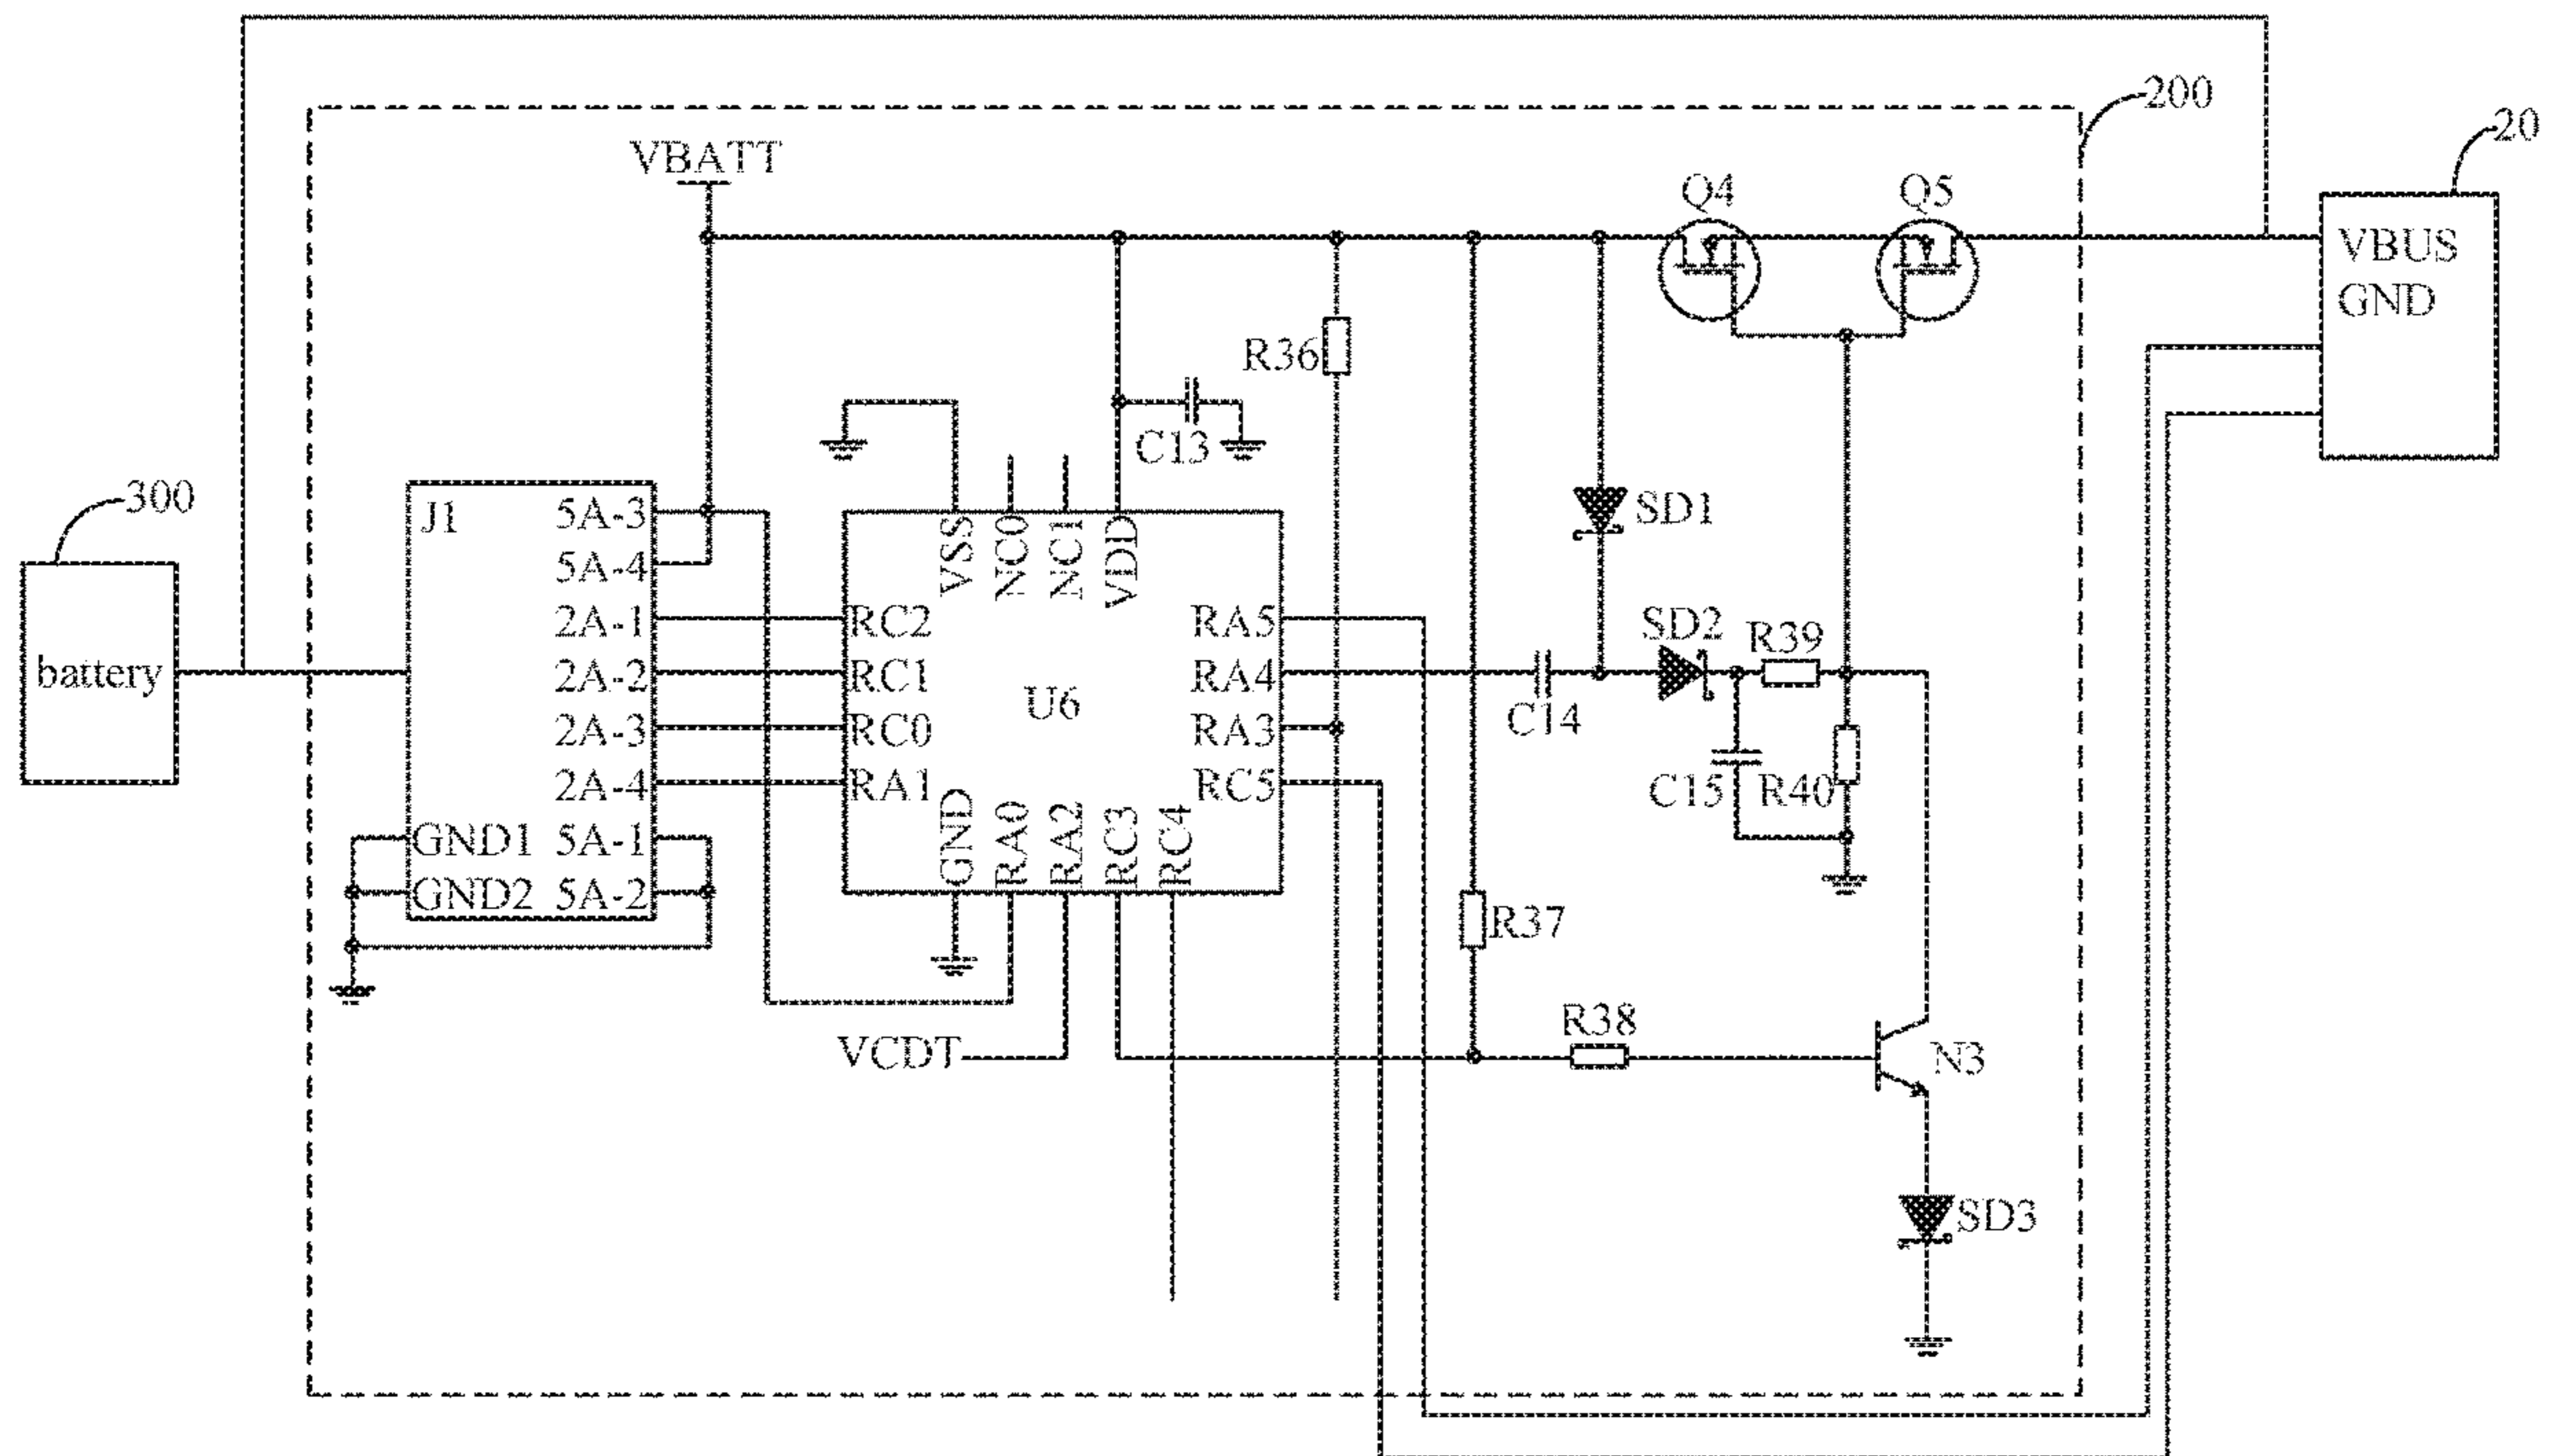 200
20
VBATT
Q4
Q5
VBUS
GND
R36
C13
300
J1
5A-3
5A-4
2A-1
2A-2
2A-3
2A-4
GND1
5A-1
GND2
5A-2
battery
VSS
NC0
NC1
VDD
RC2
RC1
RC0
RA1
U6
RA5
RA4
RA3
RC5
GND
RA0
RA2
RC3
RC4
SD1
SD2
R39
C14
C15
R40
R37
VCDT
R38
N3
SD3